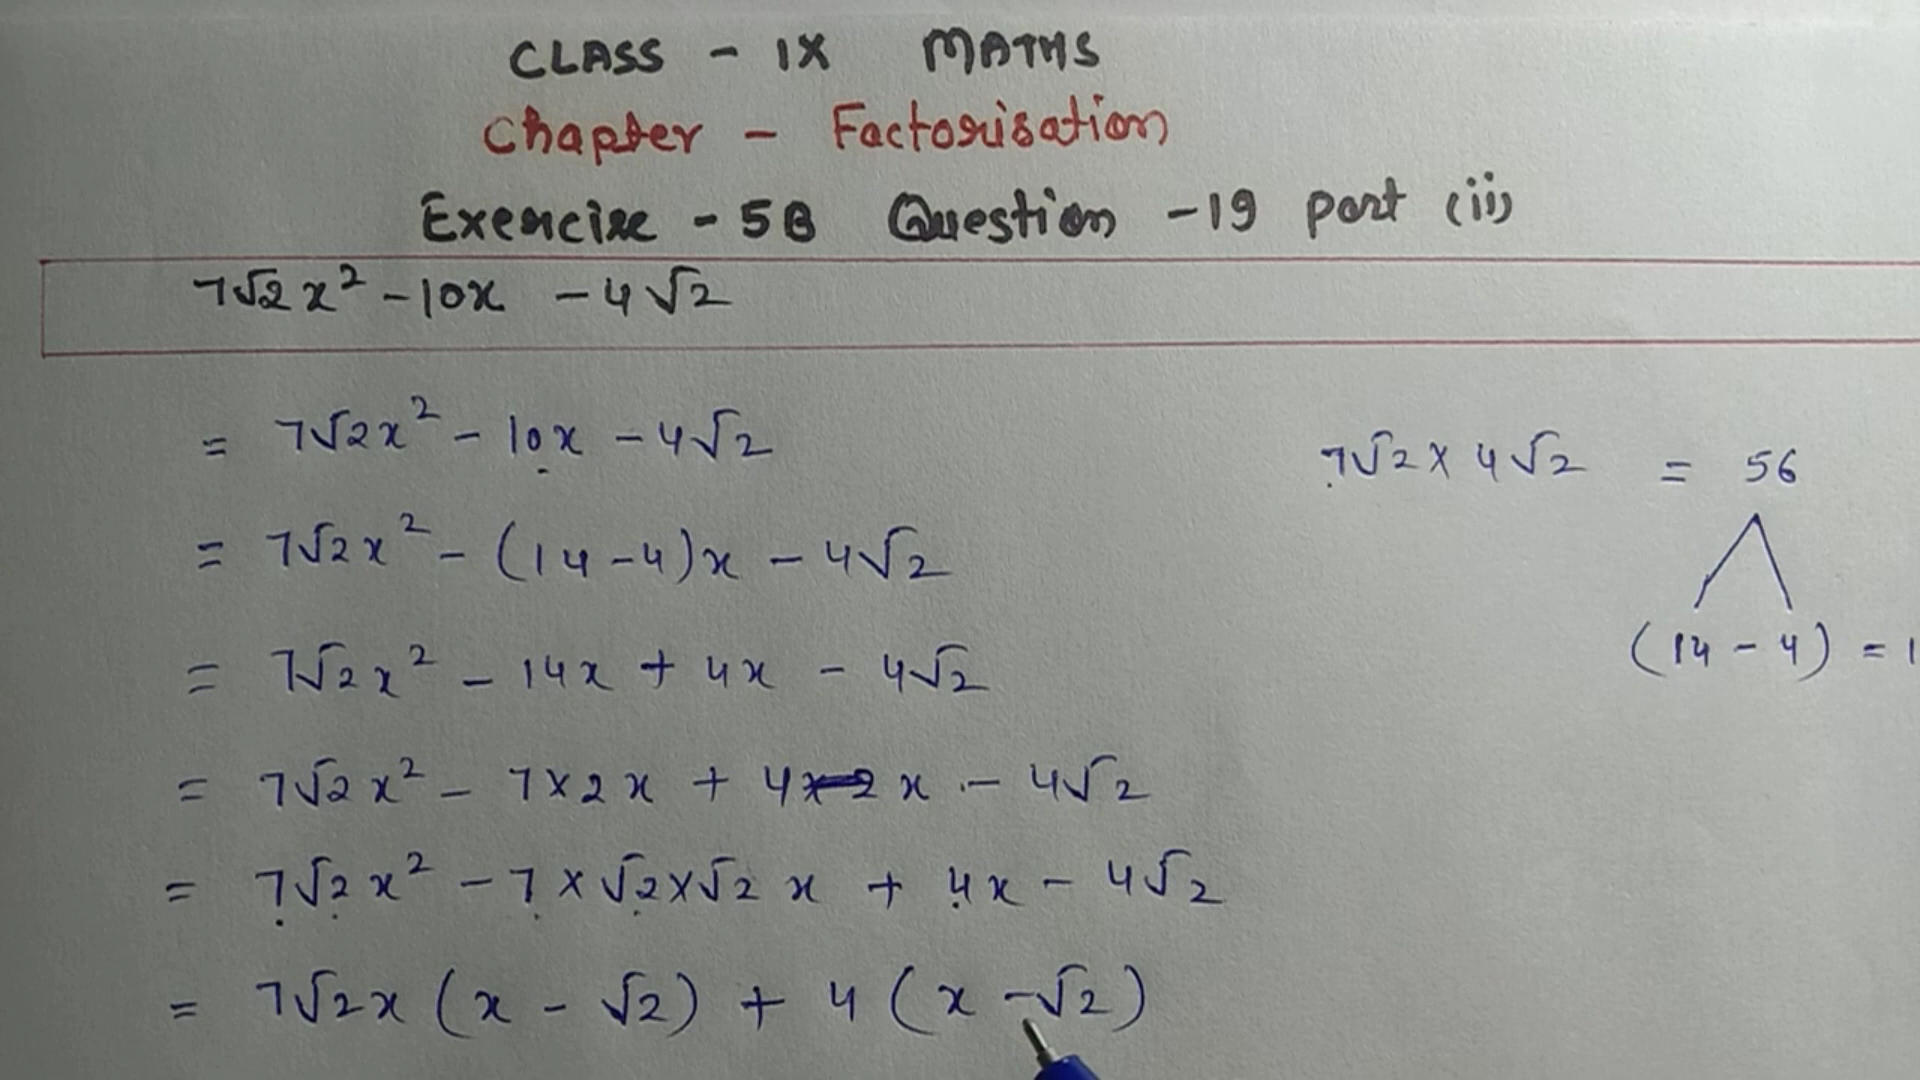 CLASS - IX MATHS
Chapter - Factorisation
Exercise - 5B Question - 19 part (ii)
7√2x² - 10x - 4√2
= 7√2x² - 10x - 4√2
7√2 × 4√2 = 56
= 7√2x² - (14-4)x - 4√2
(14 - 4) = 1
= 7√2x² - 14x + 4x - 4√2
= 7√2x² - 7×2x + 4x - 4√2
= 7√2x² - 7×√2×√2x + 4x - 4√2
= 7√2x(x - √2) + 4(x - √2)